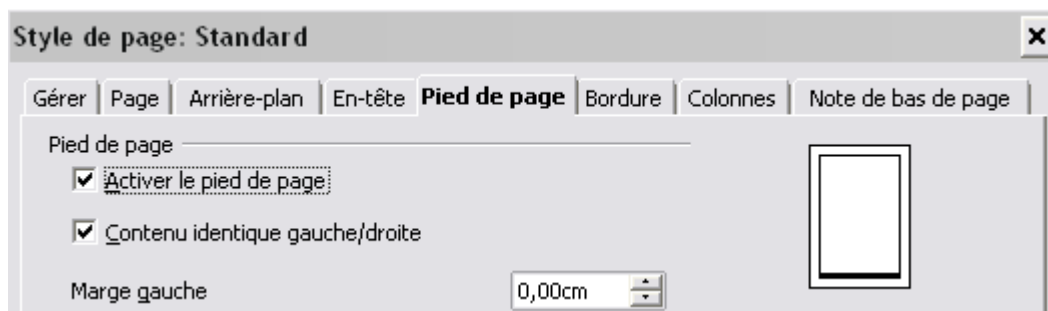 Style de page: Standard
Gérer Page Arrière-plan En-tête Pied de page Bordure Colonnes Note de bas de page
Pied de page
Activer le pied de page
Contenu identique gauche/droite
Marge gauche 0,00cm